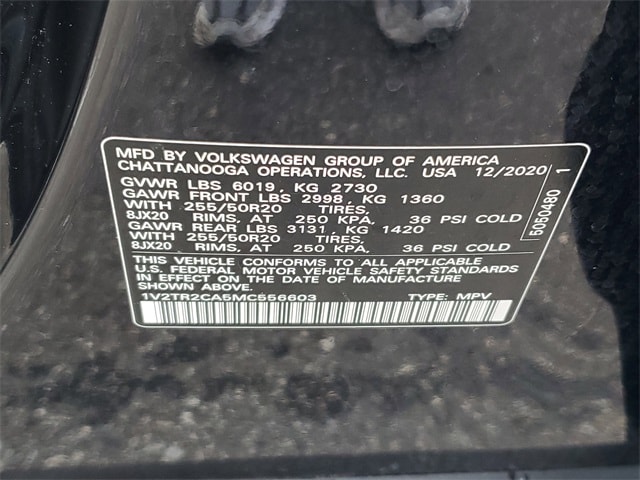 MFD BY VOLKSWAGEN GROUP OF AMERICA
CHATTANOOGA OPERATIONS, LLC. USA 12/2020
GVWR LBS 6019, KG 2730
GAWR FRONT LBS 2998, KG 1360
WITH 255/50R20 TIRES,
8JX20 RIMS, AT 250 KPA. 36 PSI COLD
GAWR REAR LBS 3131, KG 1420
WITH 255/50R20 TIRES,
8JX20 RIMS, AT 250 KPA. 36 PSI COLD
THIS VEHICLE CONFORMS TO ALL APPLICABLE
U.S. FEDERAL MOTOR VEHICLE SAFETY STANDARDS
IN EFFECT ON THE DATE OF MANUFACTURE
SHOWN ABOVE.
1V2TR2CA5MC556603 TYPE: MPV
5050480 1